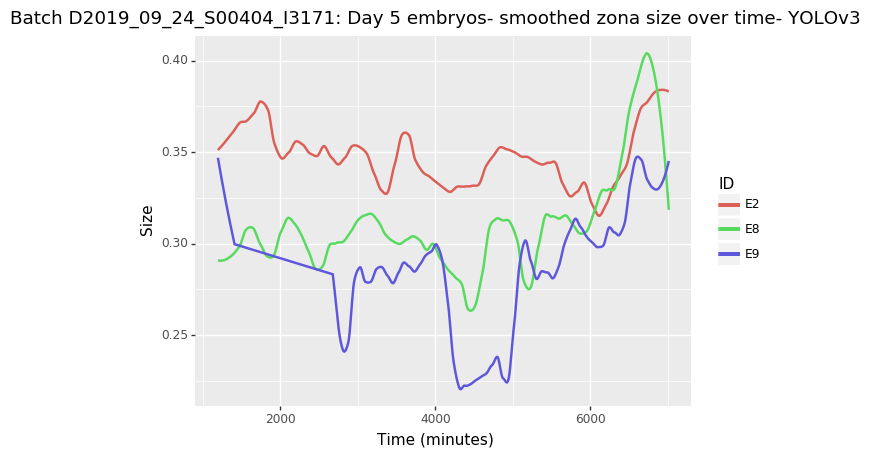 Batch D2019_09_24_S00404_I3171: Day 5 embryos- smoothed zona size over time- YOLOv3
0.40
0.35
0.30
0.25
Size
2000
4000
6000
Time (minutes)
ID
E2
E8
E9